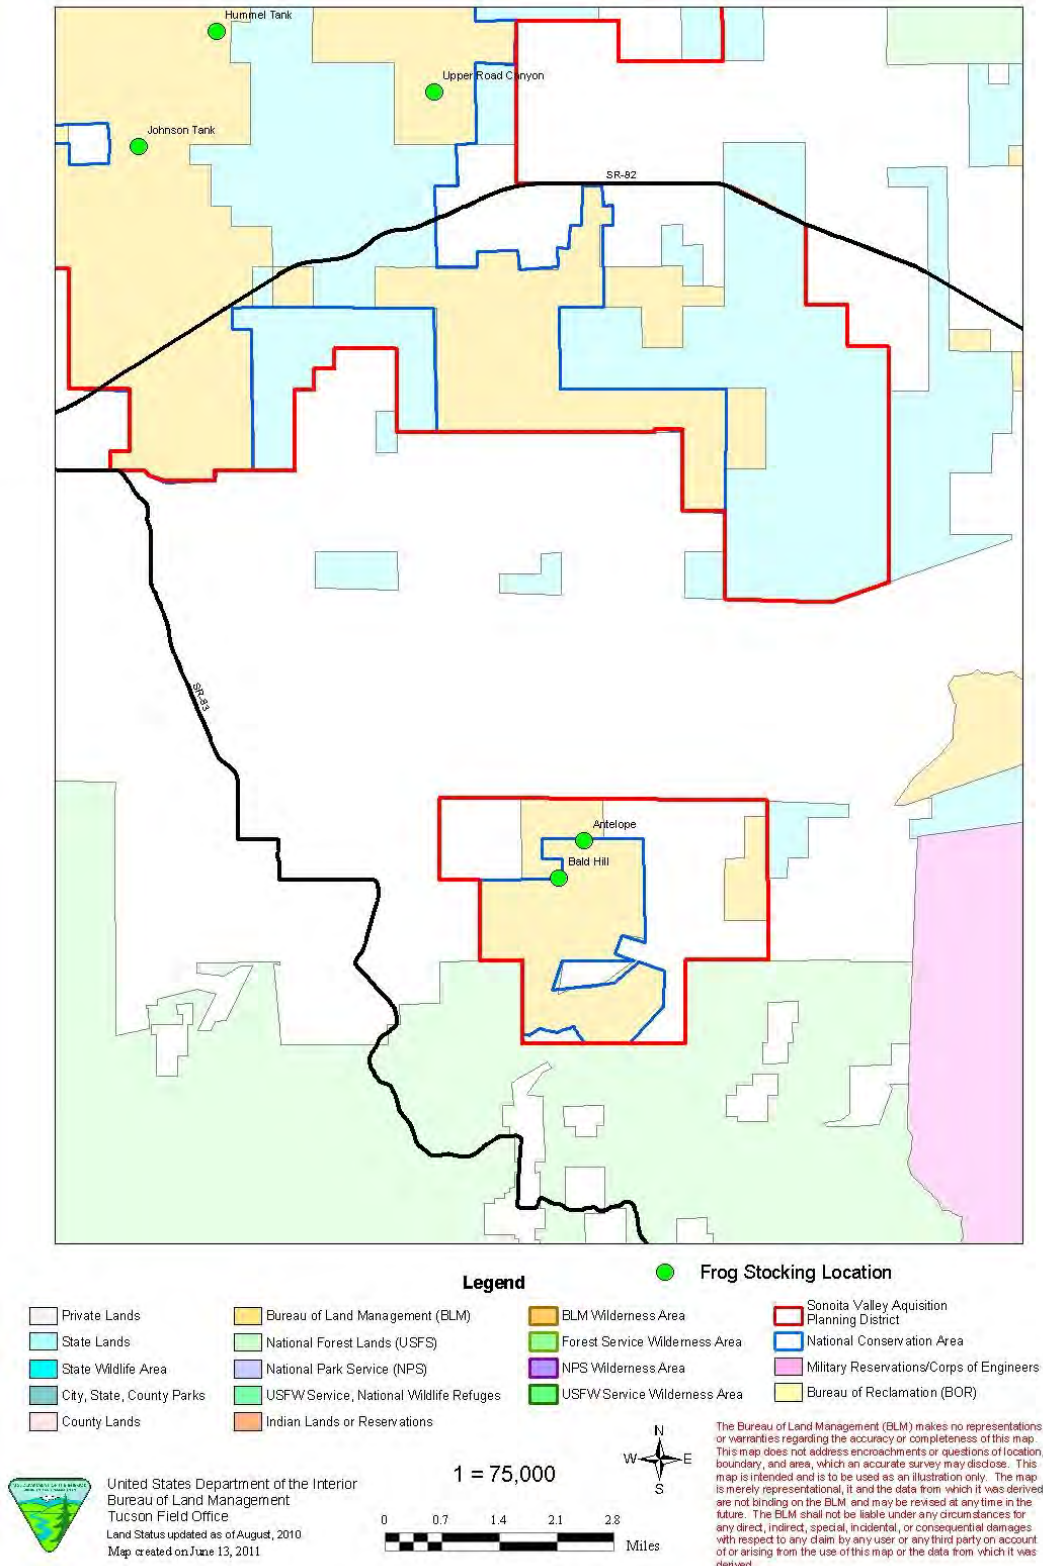 Hummel Tank
Upper Road Canyon
Johnson Tank
SR-82
SR-83
Antelope
Bald Hill
Legend
Frog Stocking Location
Private Lands
State Lands
State Wildlife Area
City, State, County Parks
County Lands
Bureau of Land Management (BLM)
National Forest Lands (USFS)
National Park Service (NPS)
USFW Service, National Wildlife Refuges
Indian Lands or Reservations
BLM Wilderness Area
Forest Service Wilderness Area
NPS Wilderness Area
USFW Service Wilderness Area
Sonoita Valley Aquisition
Planning District
National Conservation Area
Military Reservations/Corps of Engineers
Bureau of Reclamation (BOR)
United States Department of the Interior
Bureau of Land Management
Tucson Field Office
Land Status updated as of August, 2010
Map created on June 13, 2011
1 = 75,000
0 0.7 1.4 2.1 2.8
Miles
N
W E
S
The Bureau of Land Management (BLM) makes no representations
or warranties regarding the accuracy or completeness of this map.
This map does not address encroachments or questions of location,
boundary, and area, which an accurate survey may disclose. This
map is intended and is to be used as an illustration only. The map
is merely representational, it and the data from which it was derived
are not binding on the BLM and may be revised at any time in the
future. The BLM shall not be liable under any circumstances for
any direct, indirect, special, incidental, or consequential damages
with respect to any claim by any user or any third party on account
of or arising from the use of this map or the data from which it was
derived.